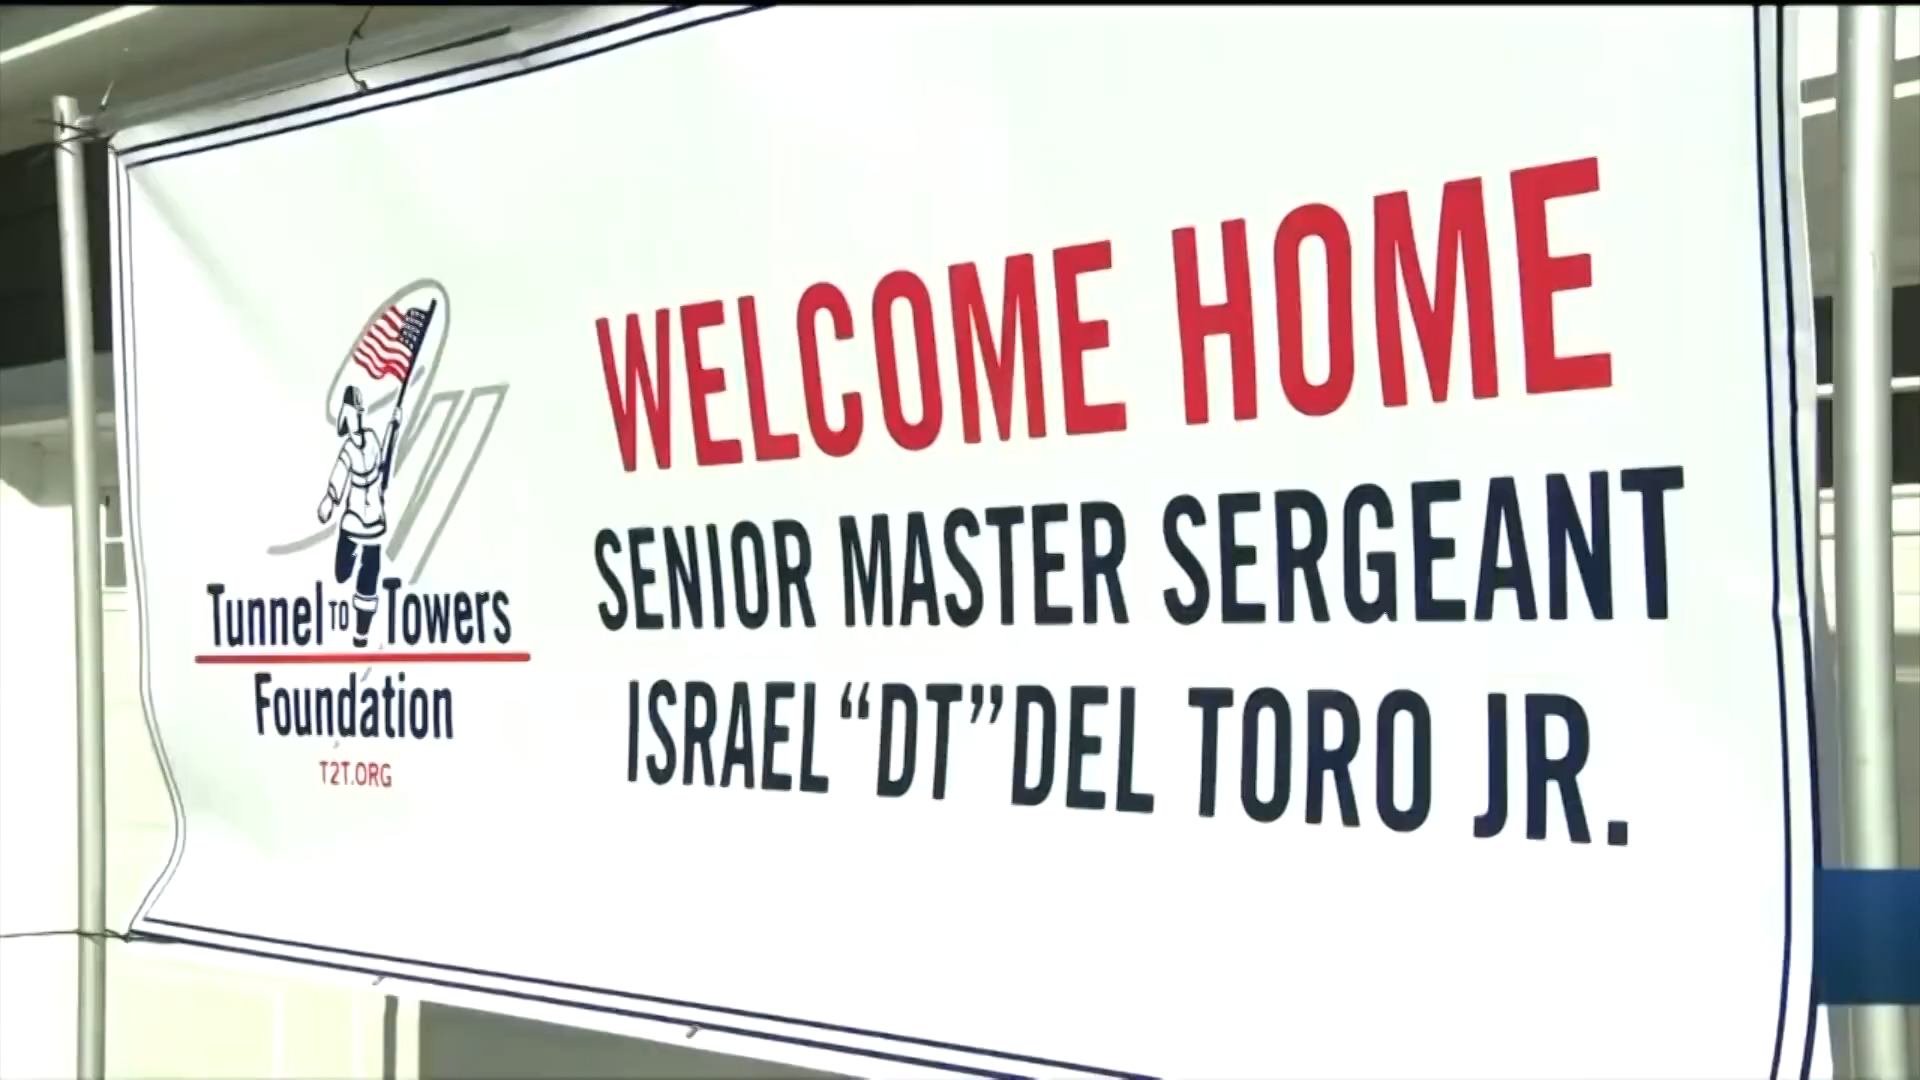 WELCOME HOME
SENIOR MASTER SERGEANT
ISRAEL “DT” DEL TORO JR.
Tunnel TO Towers
Foundation
T2T.ORG